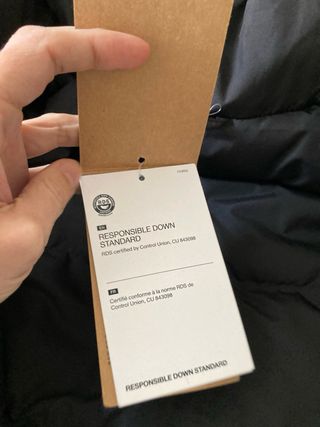 RDS
EN
RESPONSIBLE DOWN
STANDARD
RDS certified by Control Union, CU 843098
FR
Certifié conforme à la norme RDS de
Control Union, CU 843098
RESPONSIBLE DOWN STANDARD